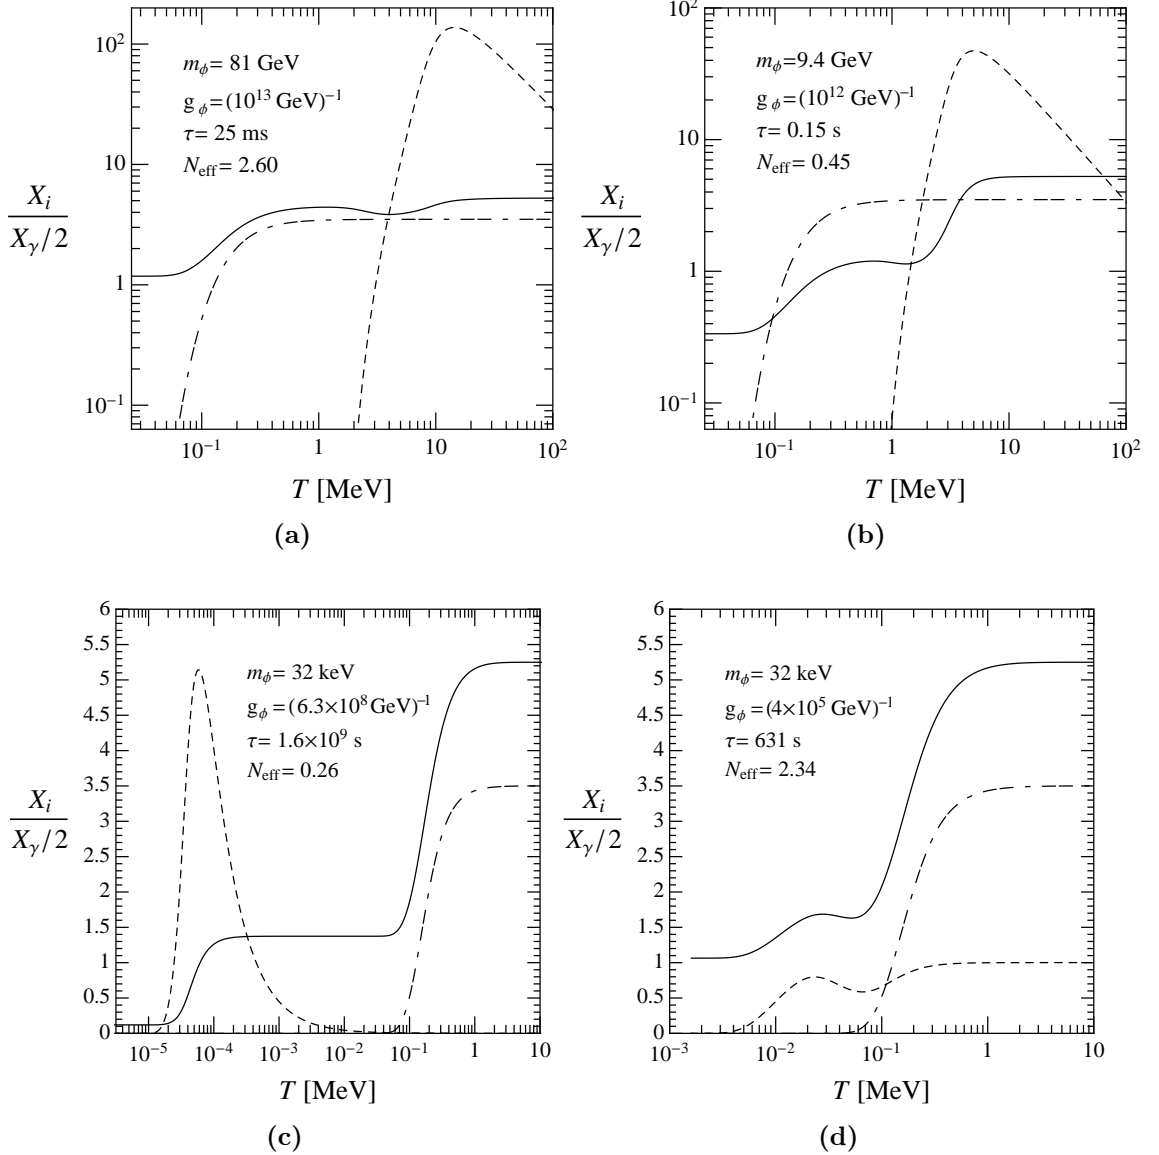 10²
10
1
10⁻¹
X_i
X_γ/2
m_ϕ= 81 GeV
g_ϕ=(10¹³ GeV)⁻¹
τ= 25 ms
N_eff= 2.60
10⁻¹
1
10
10²
T [MeV]
(a)
10²
10
1
10⁻¹
X_i
X_γ/2
m_ϕ=9.4 GeV
g_ϕ=(10¹² GeV)⁻¹
τ= 0.15 s
N_eff= 0.45
10⁻¹
1
10
10²
T [MeV]
(b)
6
5.5
5
4.5
4
3.5
3
2.5
2
1.5
1
0.5
0
X_i
X_γ/2
m_ϕ= 32 keV
g_ϕ=(6.3×10⁸ GeV)⁻¹
τ= 1.6×10⁹ s
N_eff= 0.26
10⁻⁵
10⁻⁴
10⁻³
10⁻²
10⁻¹
1
10
T [MeV]
(c)
6
5.5
5
4.5
4
3.5
3
2.5
2
1.5
1
0.5
0
X_i
X_γ/2
m_ϕ= 32 keV
g_ϕ=(4×10⁵ GeV)⁻¹
τ= 631 s
N_eff= 2.34
10⁻³
10⁻²
10⁻¹
1
10
T [MeV]
(d)